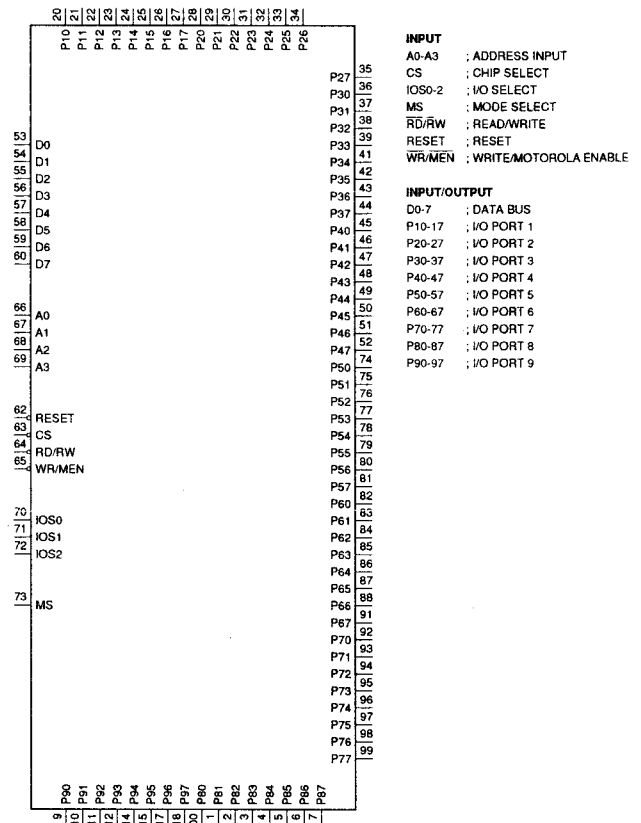 20 21 22 23 24 25 26 27 28 29 30 31 32 33 34
P10 P11 P12 P13 P14 P15 P16 P17 P20 P21 P22 P23 P24 P25 P26
53 D0
54 D1
55 D2
56 D3
57 D4
58 D5
59 D6
60 D7
66 A0
67 A1
68 A2
69 A3
62 RESET
63 CS
64 RD/RW
65 WR/MEN
70 IOS0
71 IOS1
72 IOS2
73 MS
P27 35
P30 36
P31 37
P32 38
P33 39
P34 41
P35 42
P36 43
P37 44
P40 45
P41 46
P42 47
P43 48
P44 49
P45 50
P46 51
P47 52
P50 74
P51 75
P52 76
P53 77
P54 78
P55 79
P56 80
P57 81
P60 82
P61 83
P62 84
P63 85
P64 86
P65 87
P66 88
P67 91
P70 92
P71 93
P72 94
P73 95
P74 96
P75 97
P76 98
P77 99
P90 P91 P92 P93 P94 P95 P96 P97 P80 P81 P82 P83 P84 P85 P86 P87
9 10 11 12 14 15 17 18 00 1 2 3 4 5 6 7
INPUT
A0-A3 ; ADDRESS INPUT
CS ; CHIP SELECT
IOS0-2 ; I/O SELECT
MS ; MODE SELECT
RD/RW ; READ/WRITE
RESET ; RESET
WR/MEN ; WRITE/MOTOROLA ENABLE
INPUT/OUTPUT
D0-7 ; DATA BUS
P10-17 ; I/O PORT 1
P20-27 ; I/O PORT 2
P30-37 ; I/O PORT 3
P40-47 ; I/O PORT 4
P50-57 ; I/O PORT 5
P60-67 ; I/O PORT 6
P70-77 ; I/O PORT 7
P80-87 ; I/O PORT 8
P90-97 ; I/O PORT 9